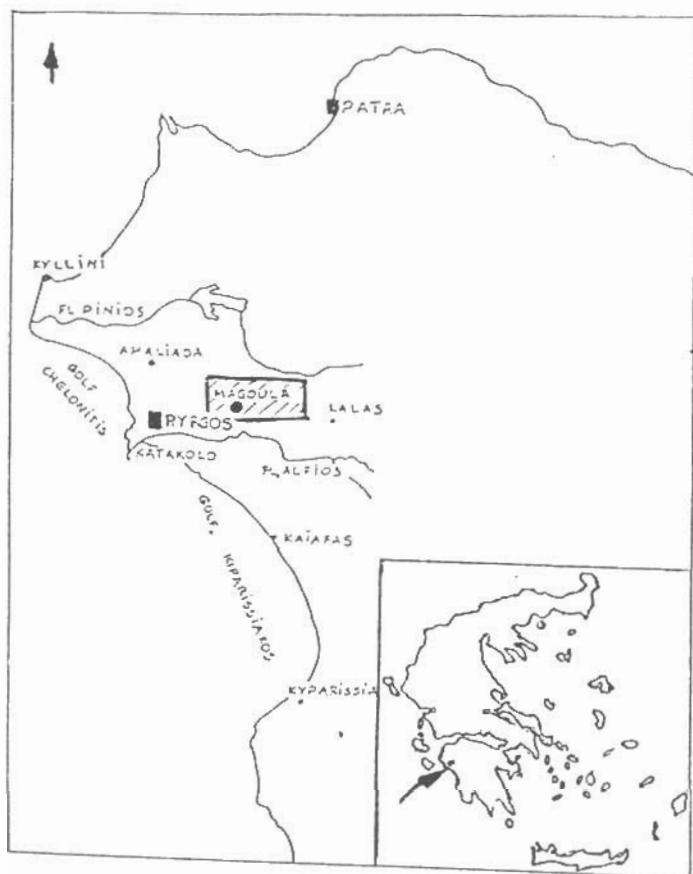 PATRA
KYLLINI
FL PINIOS
AMALIADA
GOLF
CHELONITIS
MAGOULA
LALAS
PYRGOS
KATAKOLO
FL ALFIOS
GOLF.
KIPARISSIAKOS
KAIAFAS
KYPARISSIA